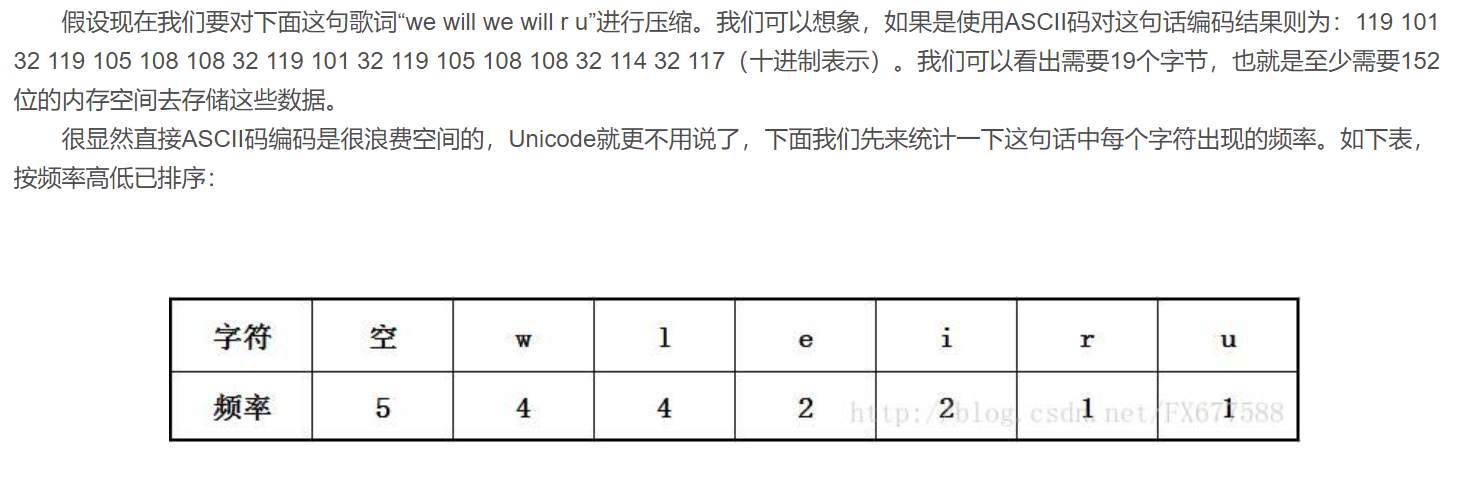 假设现在我们要对下面这句歌词“we will we will r u”进行压缩。我们可以想象，如果是使用ASCII码对这句话编码结果则为：119 101
32 119 105 108 108 32 119 101 32 119 105 108 108 32 114 32 117（十进制表示）。我们可以看出需要19个字节，也就是至少需要152
位的内存空间去存储这些数据。
很显然直接ASCII码编码是很浪费空间的，Unicode就更不用说了，下面我们先来统计一下这句话中每个字符出现的频率。如下表，
按频率高低已排序：
字符 空 w l e i r u
频率 5 4 4 2 2 1 1
http://blog.csdn.net/FX677588